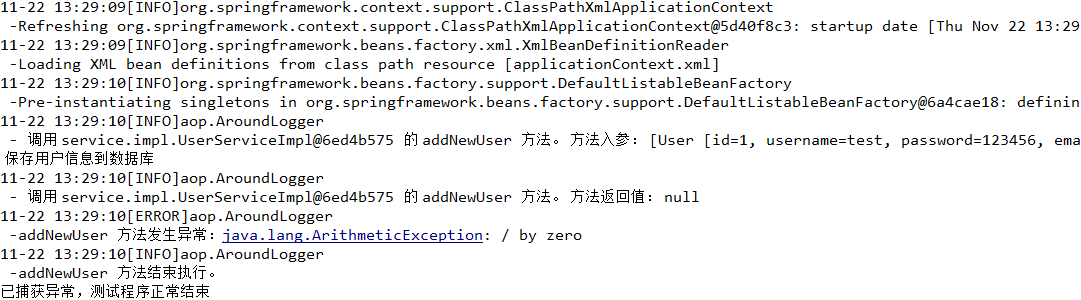 11-22 13:29:09[INFO]org.springframework.context.support.ClassPathXmlApplicationContext
-Refreshing org.springframework.context.support.ClassPathXmlApplicationContext@5d40f8c3: startup date [Thu Nov 22 13:29
11-22 13:29:09[INFO]org.springframework.beans.factory.xml.XmlBeanDefinitionReader
-Loading XML bean definitions from class path resource [applicationContext.xml]
11-22 13:29:10[INFO]org.springframework.beans.factory.support.DefaultListableBeanFactory
-Pre-instantiating singletons in org.springframework.beans.factory.support.DefaultListableBeanFactory@6a4cae18: definin
11-22 13:29:10[INFO]aop.AroundLogger
- 调用 service.impl.UserServiceImpl@6ed4b575 的 addNewUser 方法。方法入参：[User [id=1, username=test, password=123456, ema
保存用户信息到数据库
11-22 13:29:10[INFO]aop.AroundLogger
- 调用 service.impl.UserServiceImpl@6ed4b575 的 addNewUser 方法。方法返回值：null
11-22 13:29:10[ERROR]aop.AroundLogger
-addNewUser 方法发生异常：java.lang.ArithmeticException: / by zero
11-22 13:29:10[INFO]aop.AroundLogger
-addNewUser 方法结束执行。
已捕获异常，测试程序正常结束